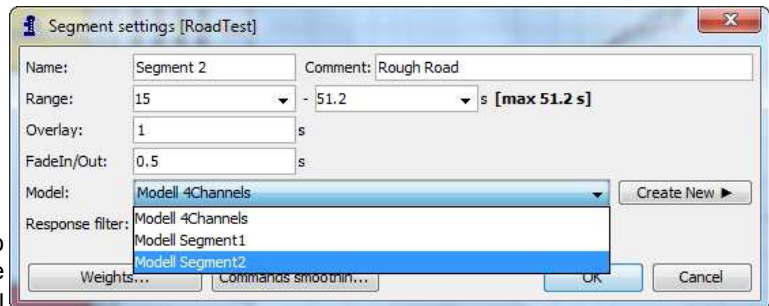 Segment settings [RoadTest]
Name: Segment 2 Comment: Rough Road
Range: 15 - 51.2 s [max 51.2 s]
Overlay: 1 s
FadeIn/Out: 0.5 s
Model: Modell 4Channels Create New
Response filter: Modell 4Channels
Modell Segment1
Modell Segment2
Weights... Commands smoothin... OK Cancel